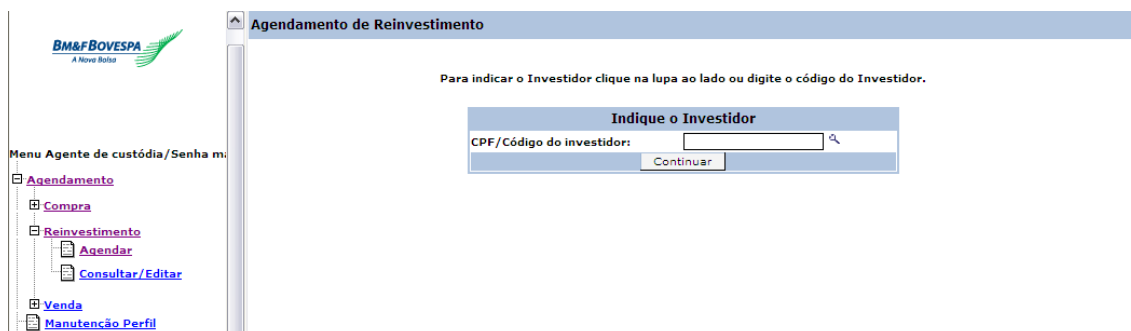 BM&FBOVESPA
A Nova Bolsa
Menu Agente de custódia/Senha
Agendamento
Compra
Reinvestimento
Agendar
Consultar/Editar
Venda
Manutenção Perfil
Agendamento de Reinvestimento
Para indicar o Investidor clique na lupa ao lado ou digite o código do Investidor.
Indique o Investidor
CPF/Código do investidor:
Continuar